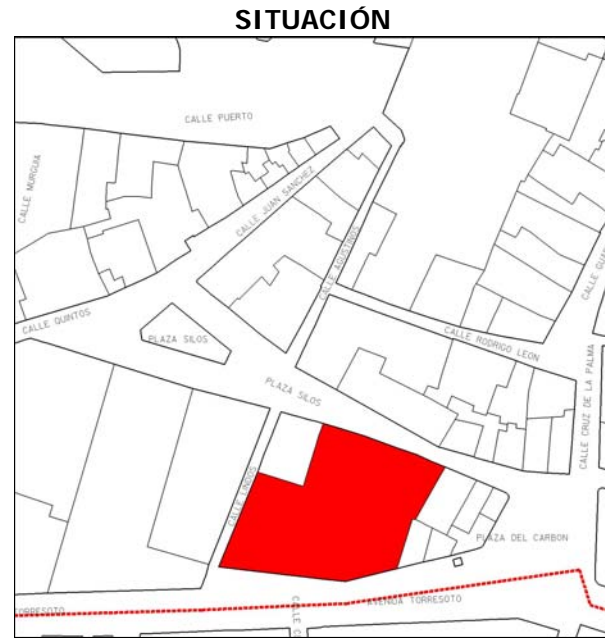 SITUACIÓN
CALLE PUERTO
CALLE MURGUIA
CALLE JUAN SANCHEZ
CALLE AGUSTINOS
CALLE QUINTOS
PLAZA SILOS
CALLE RODRIGO LEON
PLAZA SILOS
CALLE CRUZ DE LA PALMA
CALLE LINDOS
PLAZA DEL CARBON
TORRESOTO
AVENIDA TORRESOTO
CALLE